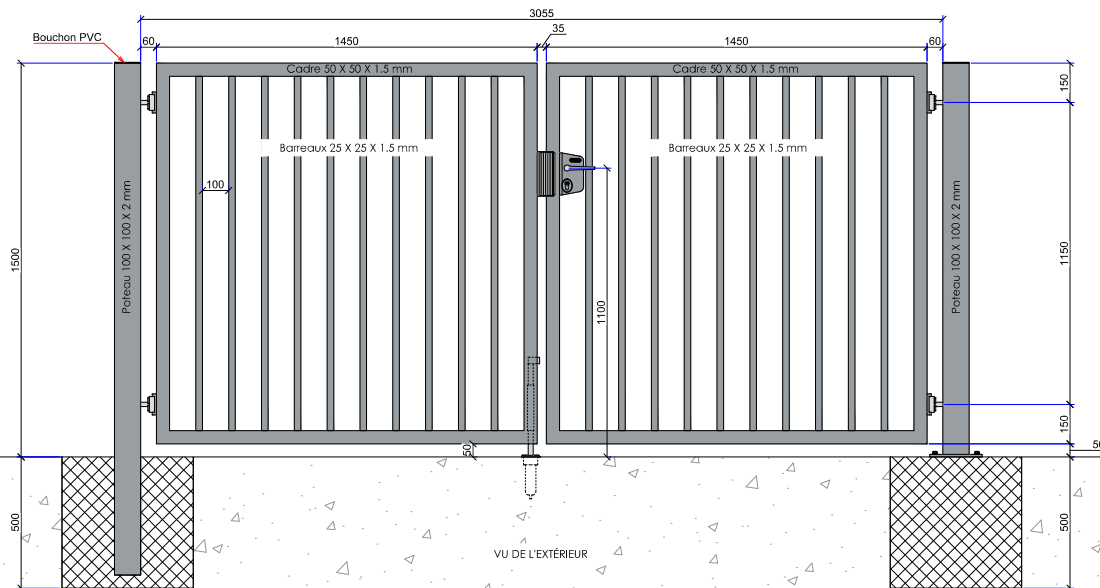 3055
Bouchon PVC
60
1450
35
1450
60
Cadre 50 X 50 X 1.5 mm
Cadre 50 X 50 X 1.5 mm
150
Barreaux 25 X 25 X 1.5 mm
Barreaux 25 X 25 X 1.5 mm
100
Poteau 100 X 100 X 2 mm
Poteau 100 X 100 X 2 mm
1500
1150
1100
150
50
50
500
500
VU DE L'EXTÉRIEUR